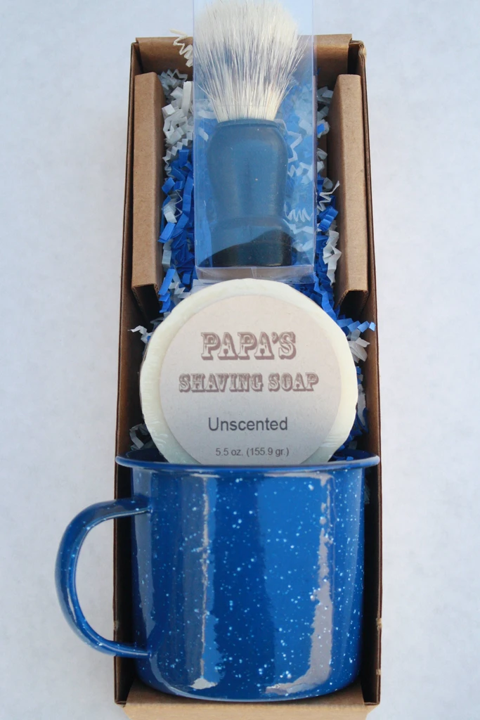 PAPA'S
SHAVING SOAP
Unscented
5.5 oz. (155.9 gr.)